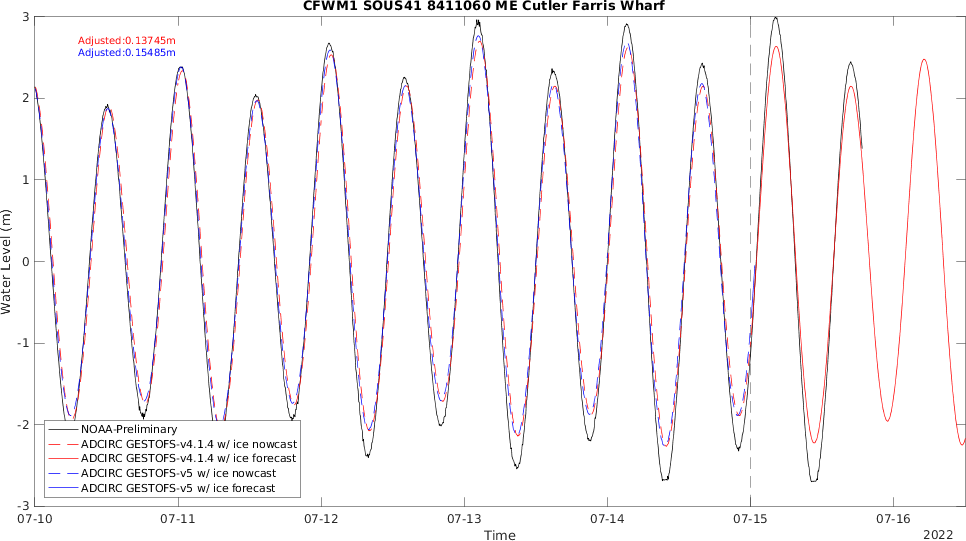 CFWM1 SOUS41 8411060 ME Cutler Farris Wharf
Adjusted:0.13745m
Adjusted:0.15485m
3
2
1
0
-1
-2
-3
Water Level (m)
NOAA-Preliminary
ADCIRC GESTOFS-v4.1.4 w/ ice nowcast
ADCIRC GESTOFS-v4.1.4 w/ ice forecast
ADCIRC GESTOFS-v5 w/ ice nowcast
ADCIRC GESTOFS-v5 w/ ice forecast
07-10 07-11 07-12 07-13 07-14 07-15 07-16
Time
2022